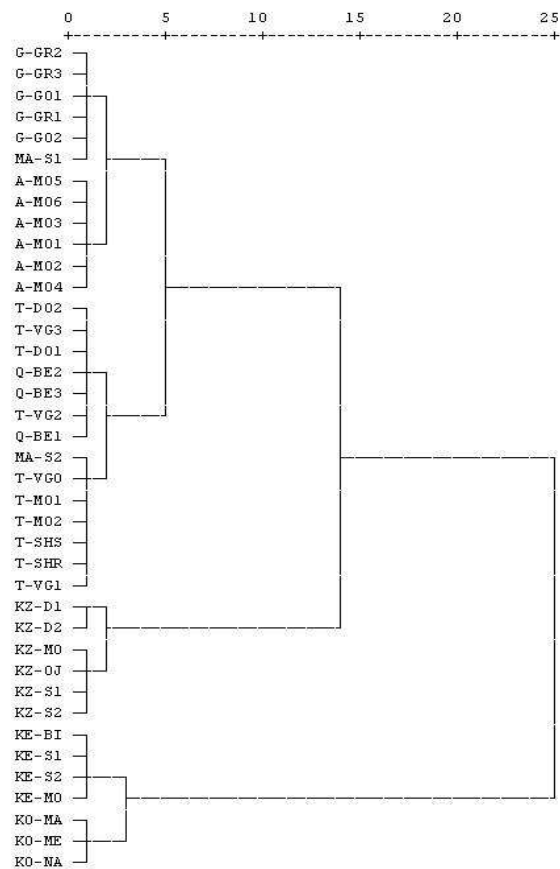 0 5 10 15 20 25
G-GR2
G-GR3
G-GO1
G-GR1
G-GO2
MA-S1
A-MO5
A-MO6
A-MO3
A-MO1
A-MO2
A-MO4
T-DO2
T-VG3
T-DO1
Q-BE2
Q-BE3
T-VG2
Q-BE1
MA-S2
T-VG0
T-MO1
T-MO2
T-SHS
T-SHR
T-VG1
KZ-D1
KZ-D2
KZ-MO
KZ-OJ
KZ-S1
KZ-S2
KE-BI
KE-S1
KE-S2
KE-MO
KO-MA
KO-ME
KO-NA